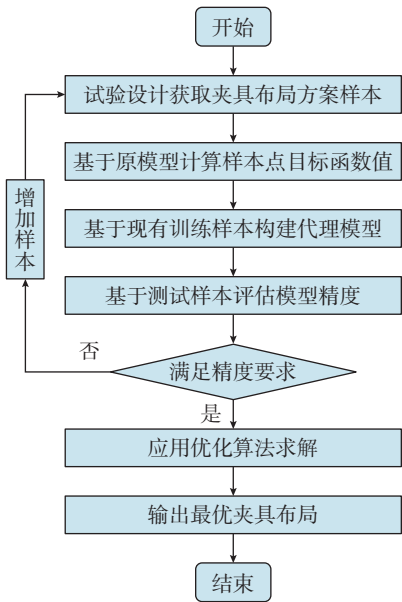 开始
试验设计获取夹具布局方案样本
基于原模型计算样本点目标函数值
基于现有训练样本构建代理模型
基于测试样本评估模型精度
增加样本
否
满足精度要求
是
应用优化算法求解
输出最优夹具布局
结束